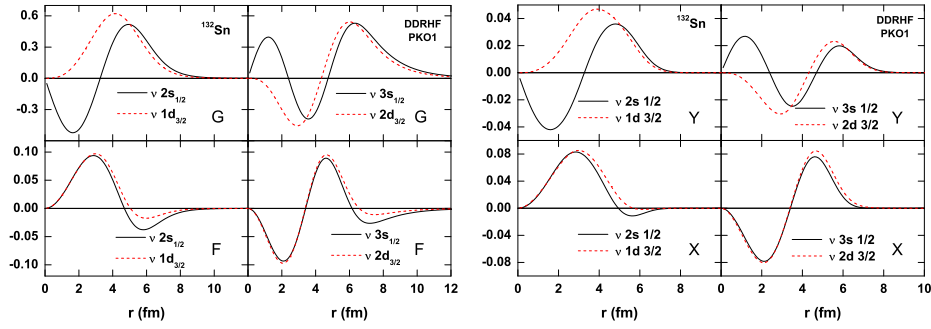 0.6
0.3
0.0
-0.3
¹³²Sn
ν 2s₁/₂
ν 1d₃/₂
G
DDRHF
PKO1
ν 3s₁/₂
ν 2d₃/₂
G
0.10
0.05
0.00
-0.05
-0.10
ν 2s₁/₂
ν 1d₃/₂
F
ν 3s₁/₂
ν 2d₃/₂
F
0 2 4 6 8 0 2 4 6 8 10 12
r (fm) r (fm)
0.04
0.02
0.00
-0.02
-0.04
¹³²Sn
ν 2s 1/2
ν 1d 3/2
Y
DDRHF
PKO1
ν 3s 1/2
ν 2d 3/2
Y
0.08
0.04
0.00
-0.04
-0.08
ν 2s 1/2
ν 1d 3/2
X
ν 3s 1/2
ν 2d 3/2
X
0 2 4 6 8 0 2 4 6 8 10
r (fm) r (fm)